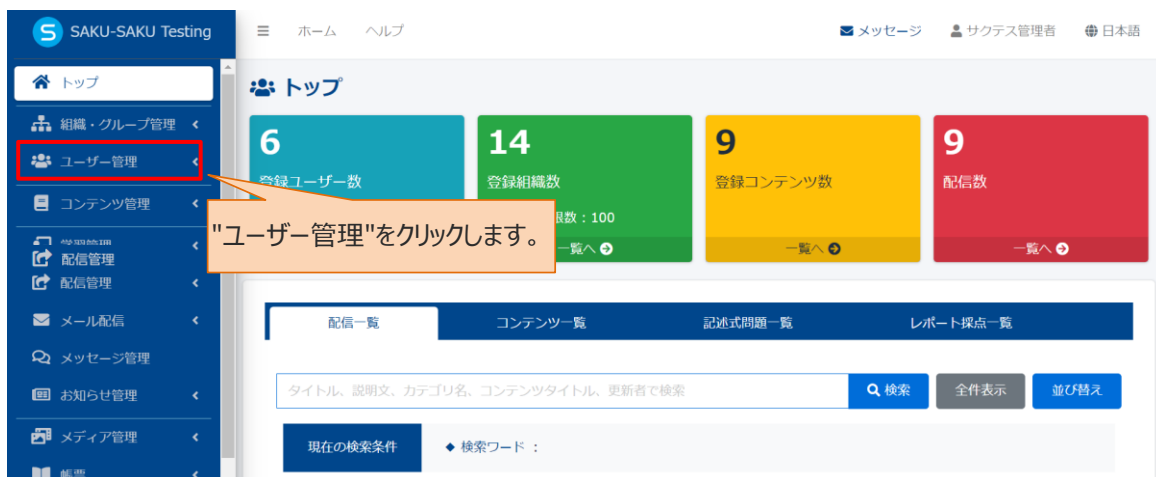 SAKU-SAKU Testing
ホーム ヘルプ
メッセージ サクテス管理者 日本語
トップ
トップ
組織・グループ管理
ユーザー管理
コンテンツ管理
配信管理
配信管理
メール配信
メッセージ管理
お知らせ管理
メディア管理
帳票
6
登録ユーザー数
14
登録組織数
限数：100
一覧へ
9
登録コンテンツ数
一覧へ
9
配信数
一覧へ
"ユーザー管理"をクリックします。
配信一覧 コンテンツ一覧 記述式問題一覧 レポート採点一覧
タイトル、説明文、カテゴリ名、コンテンツタイトル、更新者で検索 検索 全件表示 並び替え
現在の検索条件 ◆ 検索ワード ：